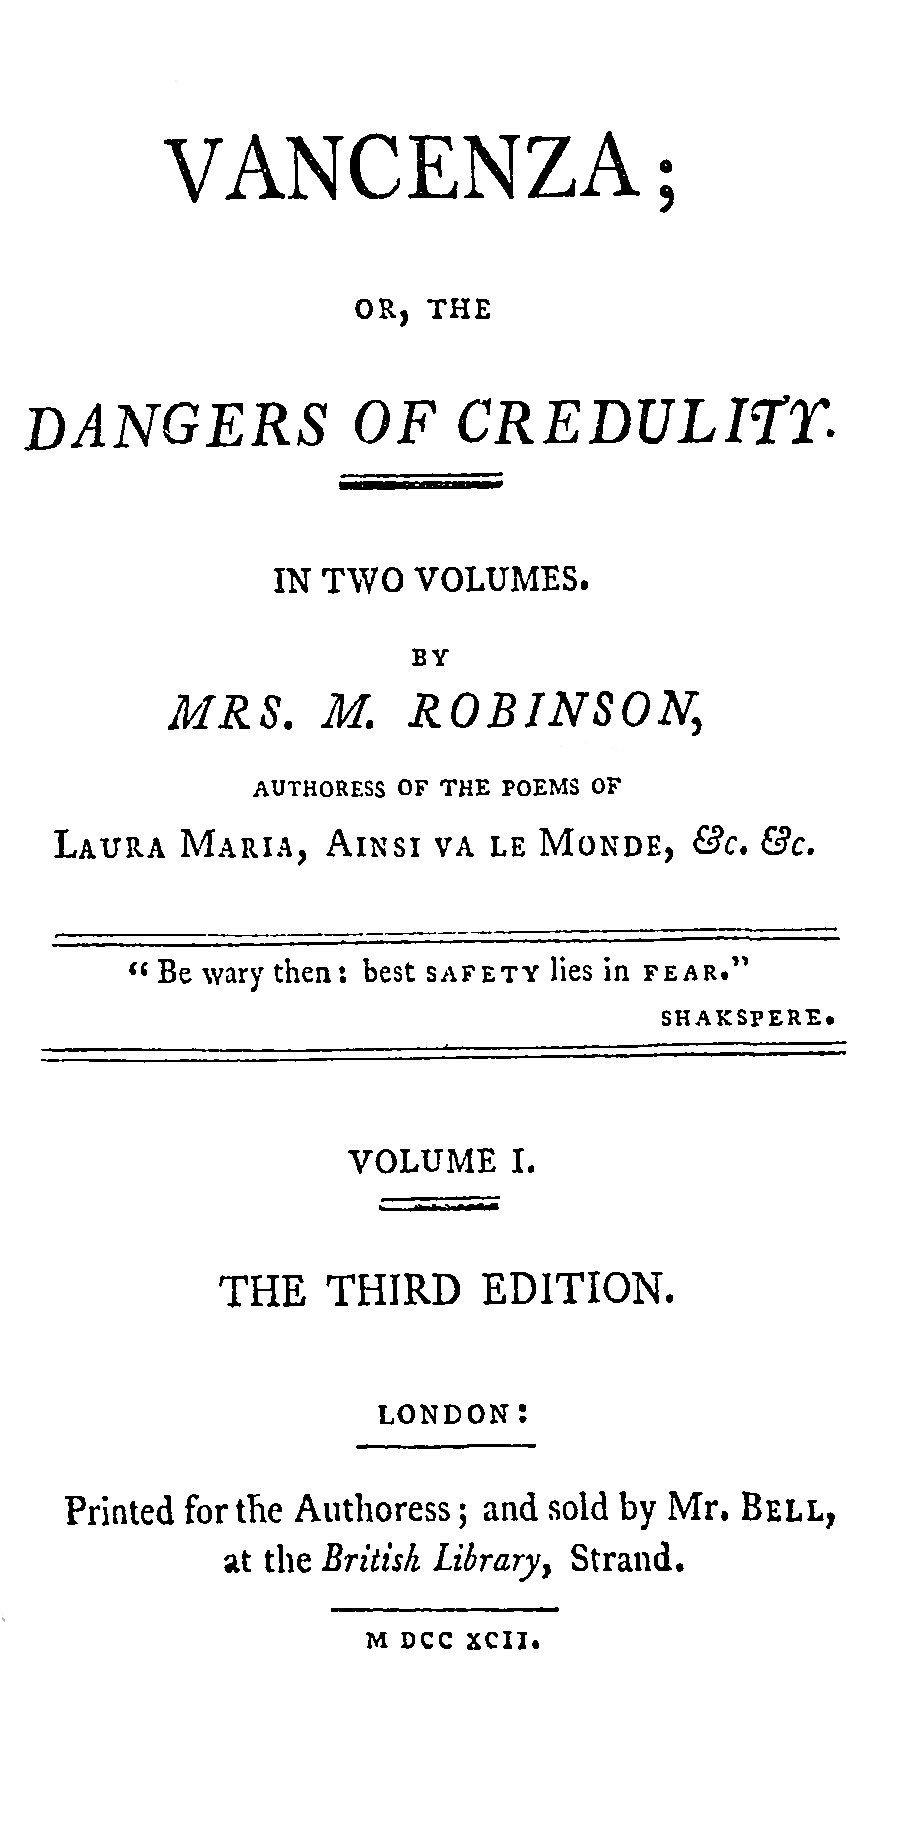 VANCENZA;
OR, THE
DANGERS OF CREDULITY.
IN TWO VOLUMES.
BY
MRS. M. ROBINSON,
AUTHORESS OF THE POEMS OF
LAURA MARIA, AINSI VA LE MONDE, &c. &c.
“Be wary then: best SAFETY lies in FEAR.”
SHAKSPERE.
VOLUME I.
THE THIRD EDITION.
LONDON:
Printed for the Authoress; and sold by Mr. BELL,
at the British Library, Strand.
M DCC XCII.